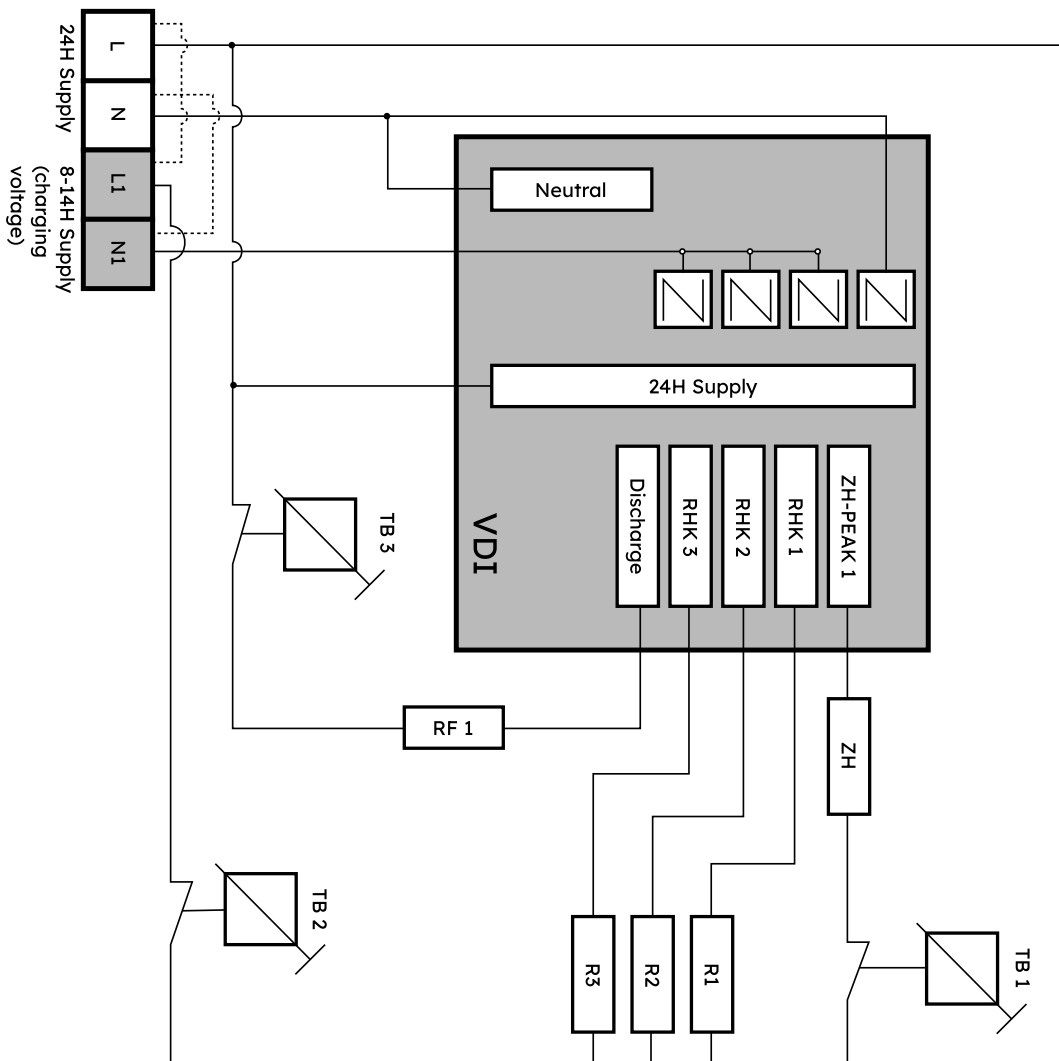 L
N
L1
N1
24H Supply
8-14H Supply
(charging
voltage)
Neutral
24H Supply
Discharge
RHK 3
RHK 2
RHK 1
ZH-PEAK 1
VDI
TB 3
RF 1
ZH
TB 2
R3
R2
R1
TB 1